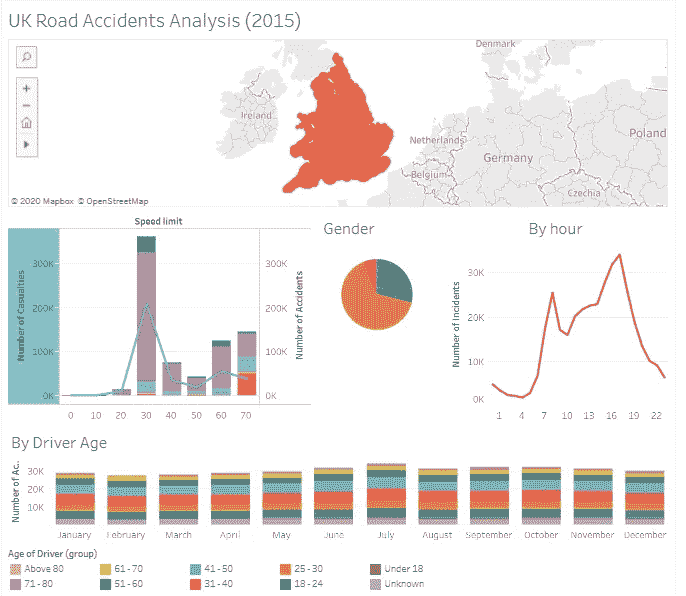 UK Road Accidents Analysis (2015)
Denmark
Ireland
Netherlands
Poland
Germany
Belgium
Czechia
© 2020 Mapbox © OpenStreetMap
Speed limit
Number of Casualties
300K
200K
100K
0K
0 10 20 30 40 50 60 70
300K
200K
100K
0K
Number of Accidents
Gender
By hour
Number of Incidents
30K
20K
10K
0K
1 4 7 10 13 16 19 22
By Driver Age
Number of Ac..
30K
20K
10K
January February March April May June July August September October November December
Age of Driver (group)
Above 80 61 - 70 41 - 50 25 - 30 Under 18
71 - 80 51 - 60 31 - 40 18 - 24 Unknown